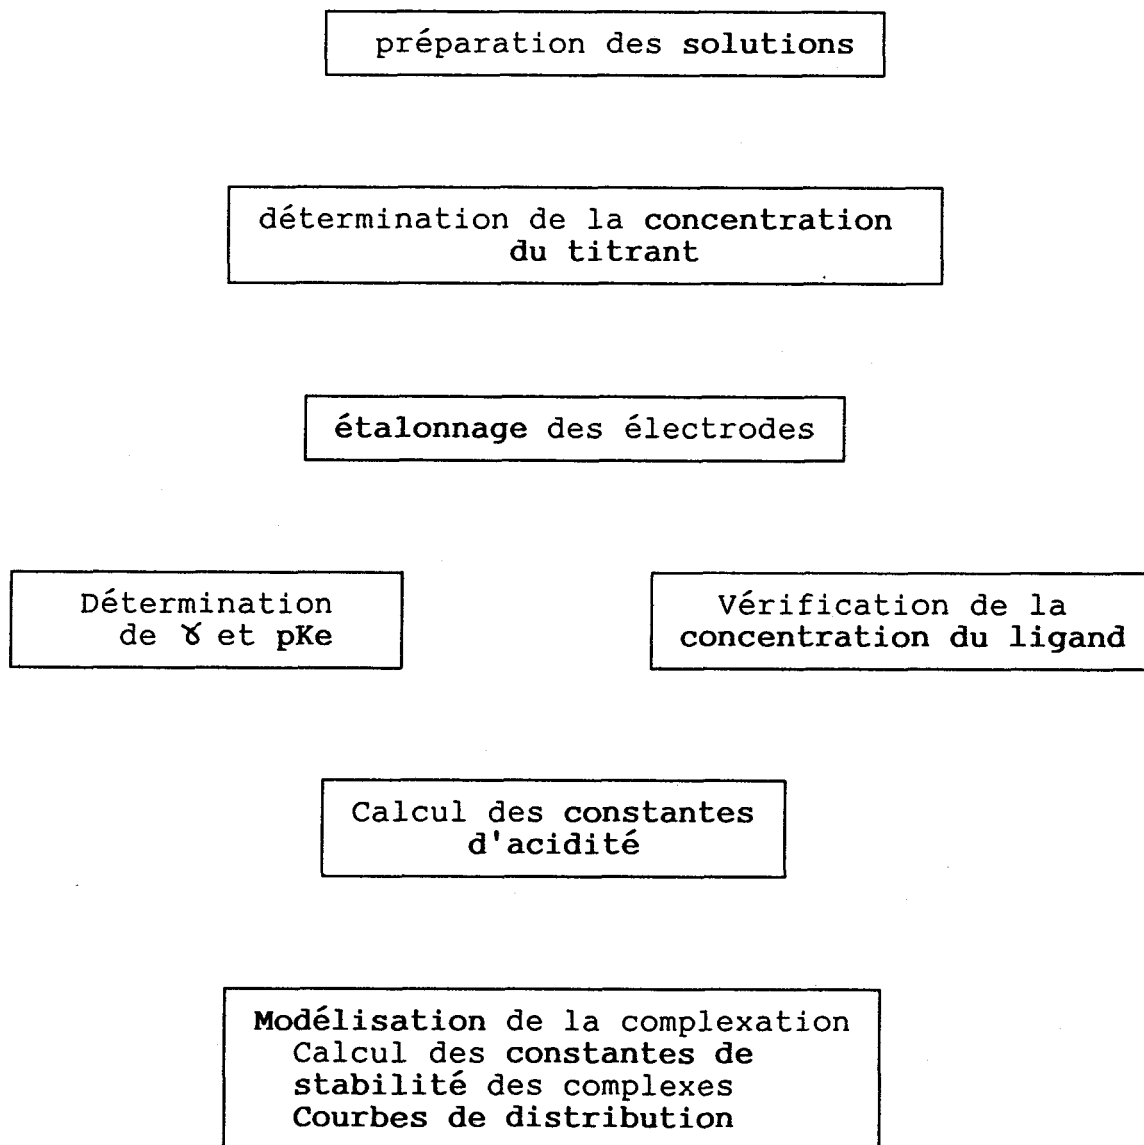 préparation des solutions
détermination de la concentration
du titrant
étalonnage des électrodes
Détermination
de γ et pKe
Vérification de la
concentration du ligand
Calcul des constantes
d'acidité
Modélisation de la complexation
Calcul des constantes de
stabilité des complexes
Courbes de distribution